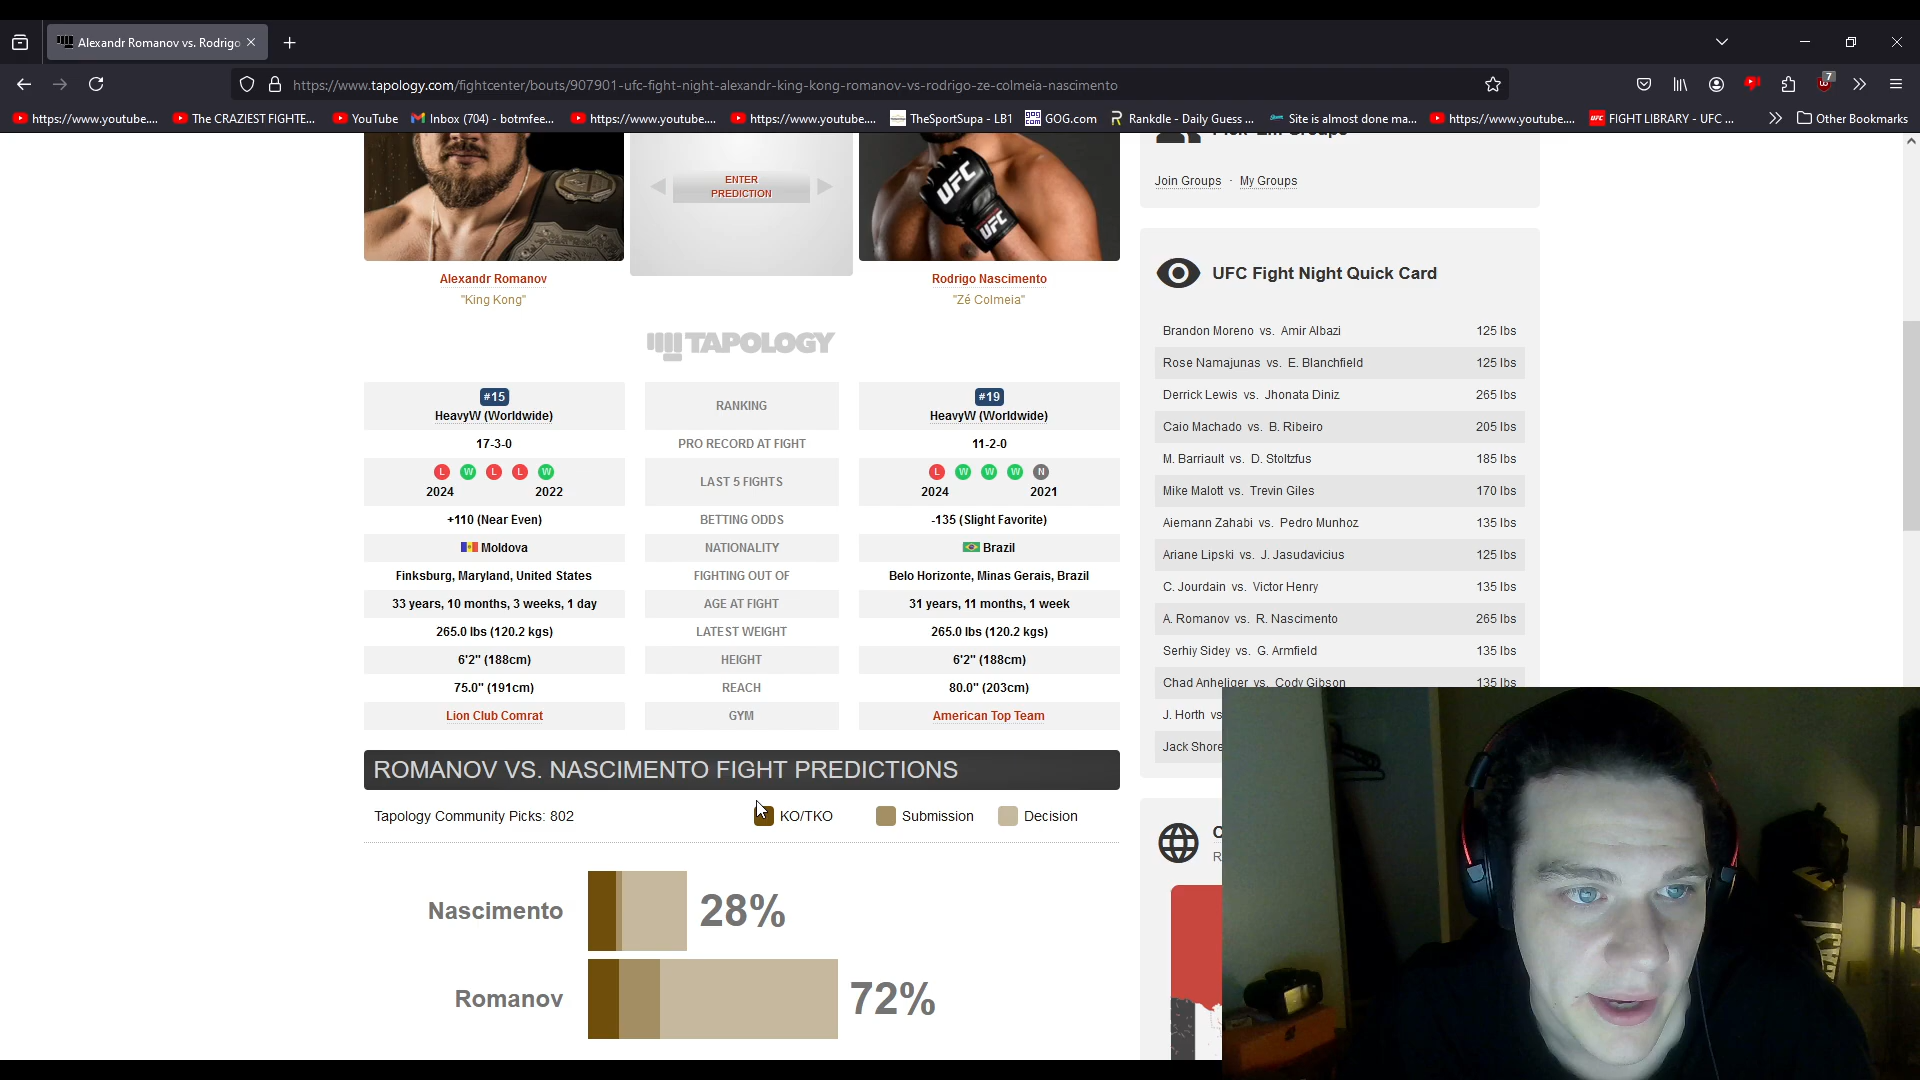 Alexandr Romanov vs. Rodrigo
https://www.tapology.com/fightcenter/bouts/907901-ufc-fight-night-alexandr-king-kong-romanov-vs-rodrigo-ze-colmeia-nascimento
7
https://www.youtube....
The CRAZIEST FIGHTE...
YouTube
Inbox (704) - botmfee...
https://www.youtube....
https://www.youtube....
TheSportSupa - LB1
GOG.com
Rankdle - Daily Guess ...
Site is almost done ma...
https://www.youtube....
FIGHT LIBRARY - UFC ...
Other Bookmarks
ENTER
PREDICTION
UFC
UFC
Alexandr Romanov
"King Kong"
Rodrigo Nascimento
"Zé Colmeia"
TAPOLOGY
#15
HeavyW (Worldwide)
RANKING
#19
HeavyW (Worldwide)
17-3-0
PRO RECORD AT FIGHT
11-2-0
L W L L W
2024 2022
LAST 5 FIGHTS
L W W W N
2024 2021
+110 (Near Even)
BETTING ODDS
-135 (Slight Favorite)
Moldova
NATIONALITY
Brazil
Finksburg, Maryland, United States
FIGHTING OUT OF
Belo Horizonte, Minas Gerais, Brazil
33 years, 10 months, 3 weeks, 1 day
AGE AT FIGHT
31 years, 11 months, 1 week
265.0 lbs (120.2 kgs)
LATEST WEIGHT
265.0 lbs (120.2 kgs)
6'2" (188cm)
HEIGHT
6'2" (188cm)
75.0" (191cm)
REACH
80.0" (203cm)
Lion Club Comrat
GYM
American Top Team
ROMANOV VS. NASCIMENTO FIGHT PREDICTIONS
Tapology Community Picks: 802
KO/TKO
Submission
Decision
Nascimento
28%
Romanov
72%
Pick 'Em Groups
Join Groups · My Groups
UFC Fight Night Quick Card
Brandon Moreno vs. Amir Albazi 125 lbs
Rose Namajunas vs. E. Blanchfield 125 lbs
Derrick Lewis vs. Jhonata Diniz 265 lbs
Caio Machado vs. B. Ribeiro 205 lbs
M. Barriault vs. D. Stoltzfus 185 lbs
Mike Malott vs. Trevin Giles 170 lbs
Aiemann Zahabi vs. Pedro Munhoz 135 lbs
Ariane Lipski vs. J. Jasudavicius 125 lbs
C. Jourdain vs. Victor Henry 135 lbs
A. Romanov vs. R. Nascimento 265 lbs
Serhiy Sidey vs. G. Armfield 135 lbs
Chad Anheliger vs. Cody Gibson 135 lbs
J. Horth vs
Jack Shore